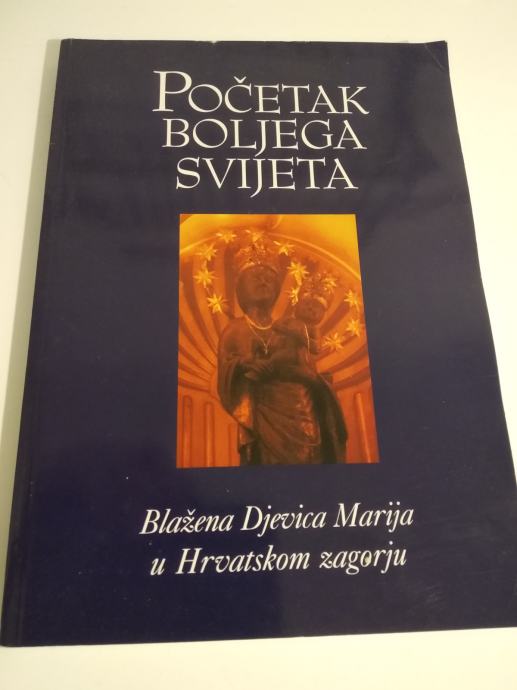 POČETAK
BOLJEGA
SVIJETA
Blažena Djevica Marija
u Hrvatskom zagorju